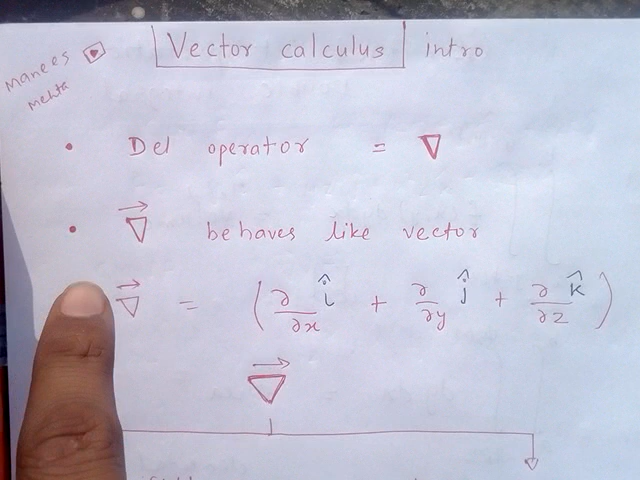 Vector calculus intro
Manees
Mehta
• Del operator = ∇
• ∇⃗ behaves like vector
∇⃗ = (∂/∂x î + ∂/∂y ĵ + ∂/∂z k̂)
∇⃗